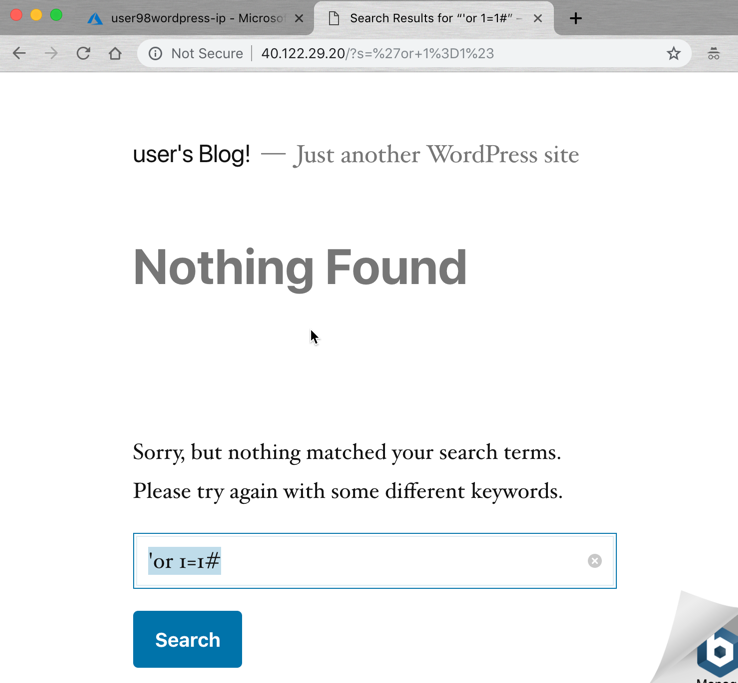 user98wordpress-ip - Microso
Search Results for “'or 1=1#” –
Not Secure | 40.122.29.20/?s=%27or+1%3D1%23
user's Blog! — Just another WordPress site
Nothing Found
Sorry, but nothing matched your search terms.
Please try again with some different keywords.
'or 1=1#
Search